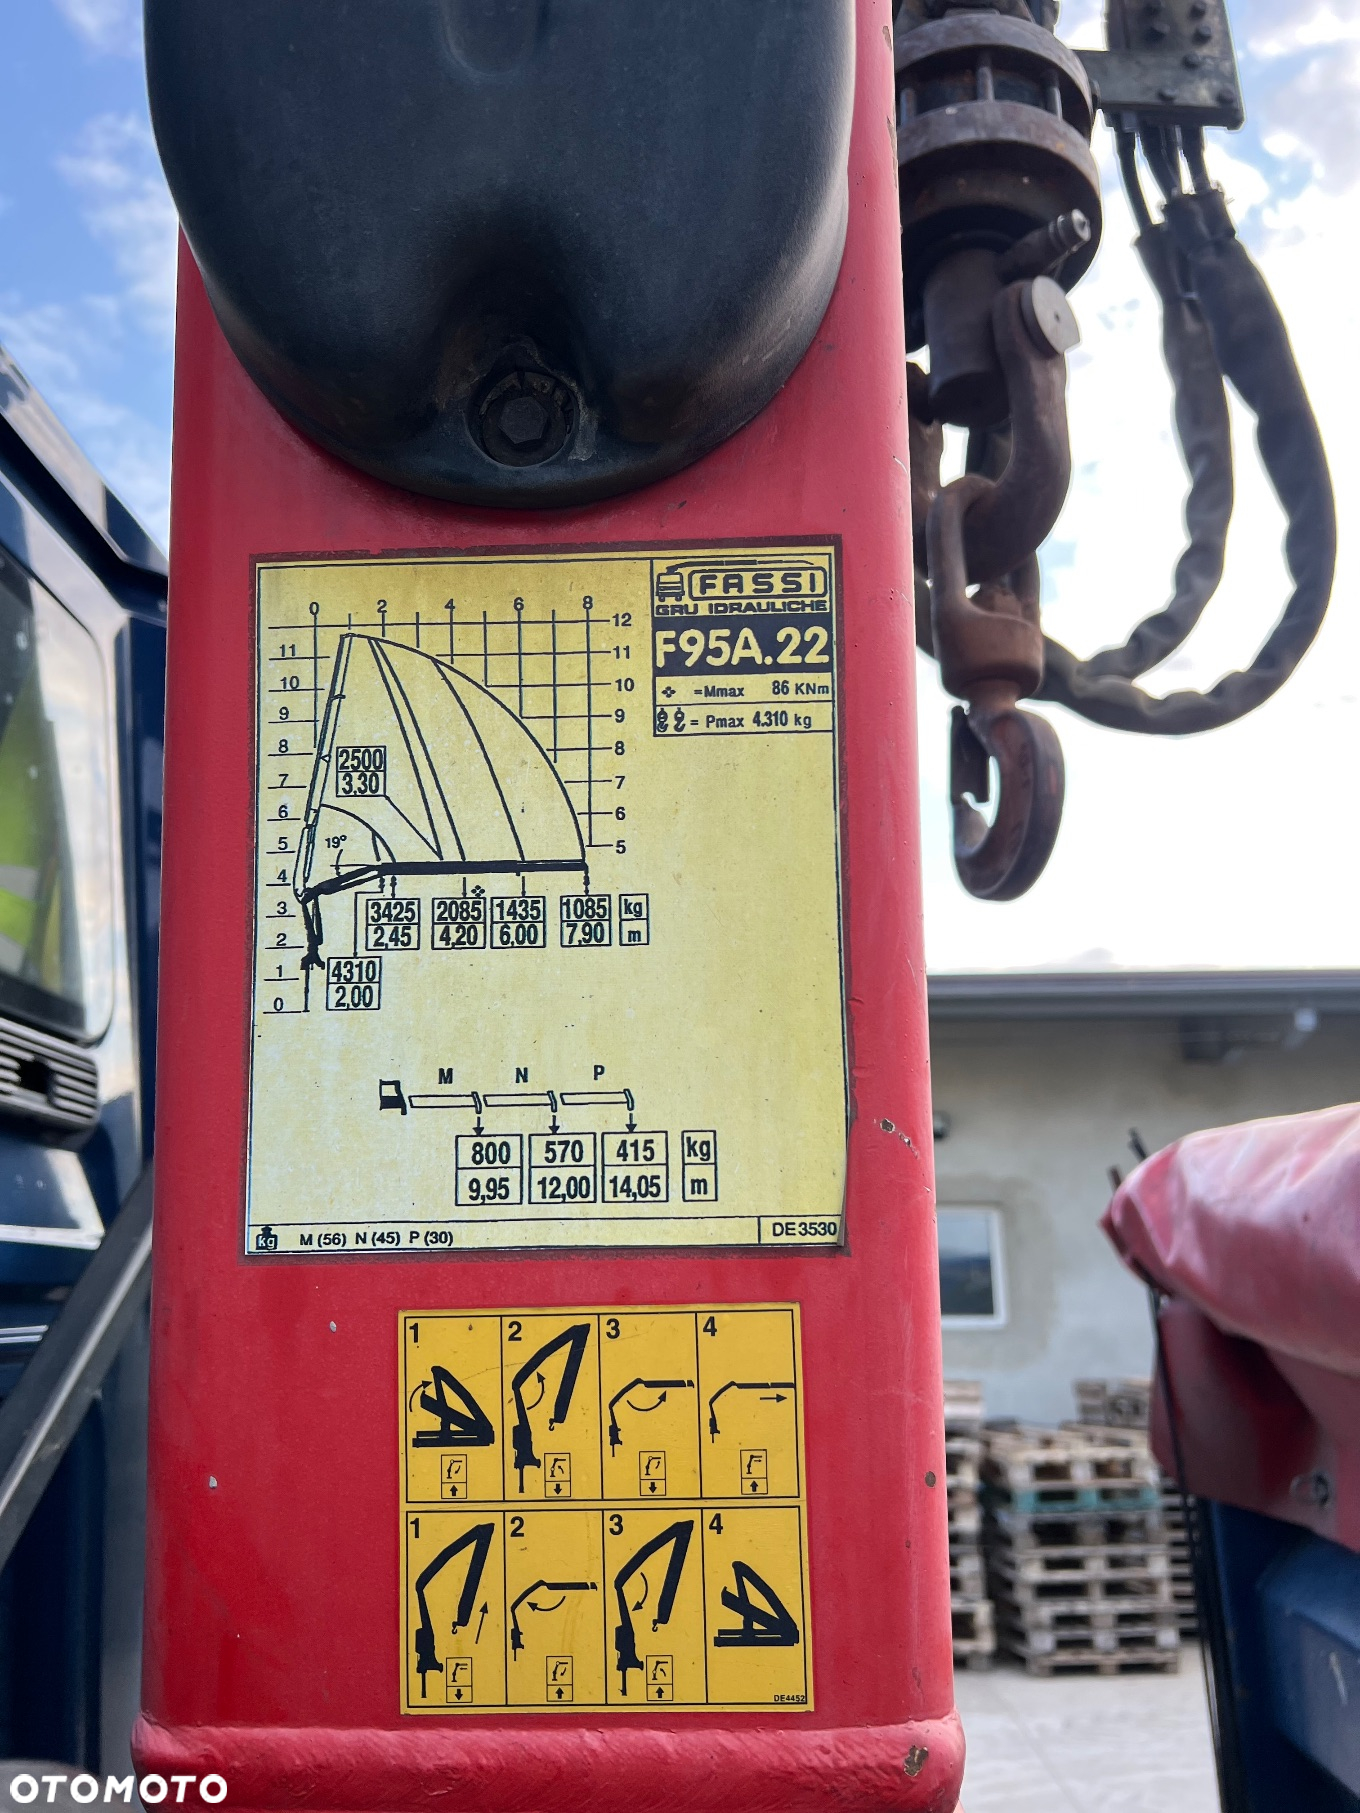 FASSI
GRU IDRAULICHE
F95A.22
=Mmax 86 KNm
= Pmax 4.310 kg
0 2 4 6 8
12
11 11
10 10
9 9
8 8
7 7
6 6
5 5
4
3
2
1
0
2500
3,30
19°
3425 2085 1435 1085 kg
2,45 4,20 6,00 7,90 m
4310
2,00
M N P
800 570 415 kg
9,95 12,00 14,05 m
kg M (56) N (45) P (30) DE3530
1 2 3 4
1 2 3 4
DE4452
OTOMOTO